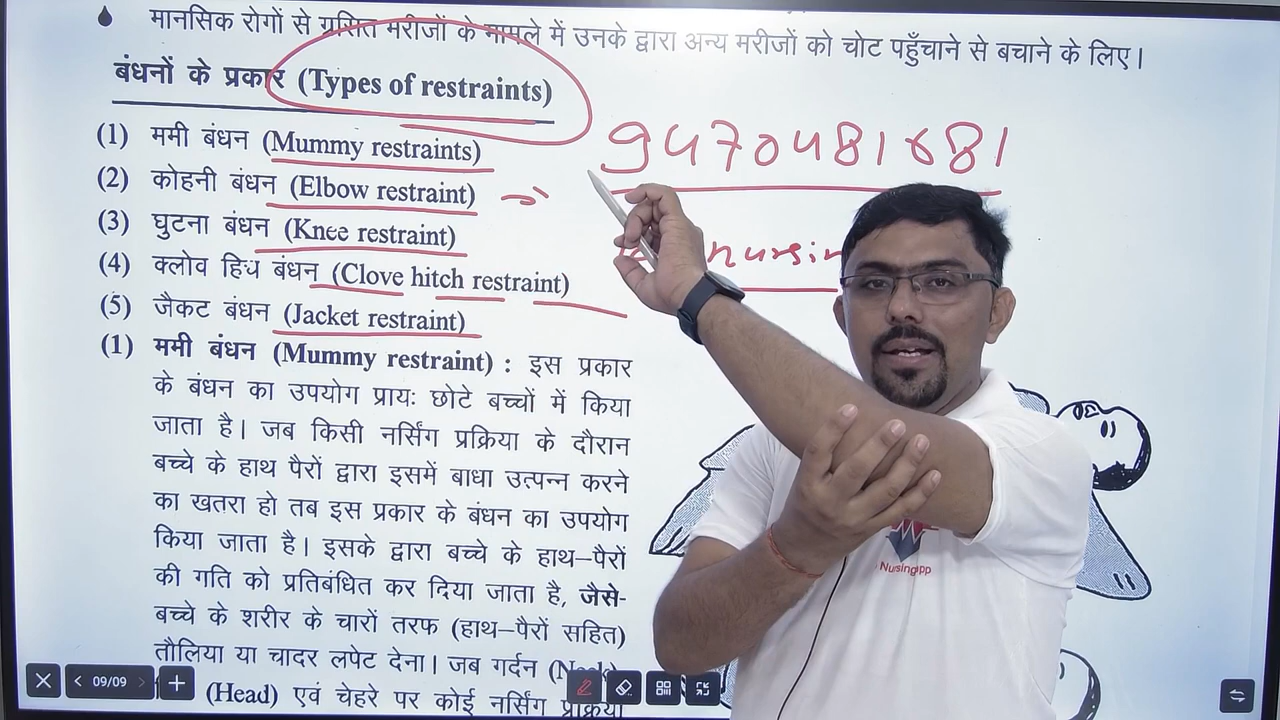 मानसिक रोगों से ग्रसित मरीजों के मामले में उनके द्वारा अन्य मरीजों को चोट पहुँचाने से बचाने के लिए।
बंधनों के प्रकार (Types of restraints)
(1) ममी बंधन (Mummy restraints)
(2) कोहनी बंधन (Elbow restraint)
(3) घुटना बंधन (Knee restraint)
(4) क्लोव हिच बंधन (Clove hitch restraint)
(5) जैकट बंधन (Jacket restraint)
9470481681
(1) ममी बंधन (Mummy restraint) : इस प्रकार
के बंधन का उपयोग प्रायः छोटे बच्चों में किया
जाता है। जब किसी नर्सिंग प्रक्रिया के दौरान
बच्चे के हाथ पैरों द्वारा इसमें बाधा उत्पन्न करने
का खतरा हो तब इस प्रकार के बंधन का उपयोग
किया जाता है। इसके द्वारा बच्चे के हाथ–पैरों
की गति को प्रतिबंधित कर दिया जाता है, जैसे-
बच्चे के शरीर के चारों तरफ (हाथ–पैरों सहित)
तौलिया या चादर लपेट देना। जब गर्दन
(Head) एवं चेहरे पर कोई नर्सिंग प्रक्रिया
09/09